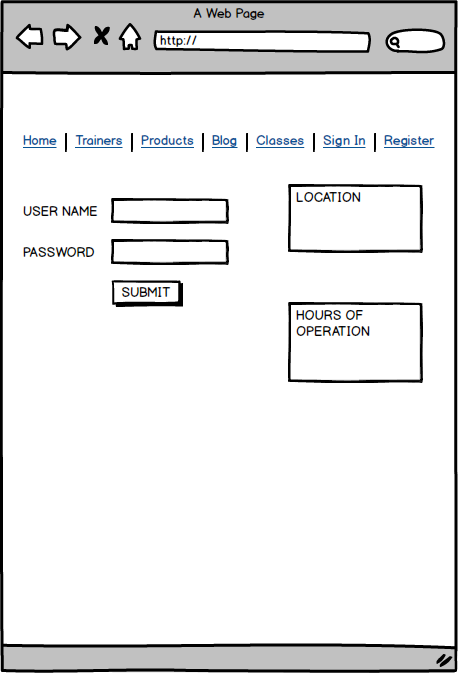 A Web Page
http://
Home | Trainers | Products | Blog | Classes | Sign In | Register
USER NAME
PASSWORD
SUBMIT
LOCATION
HOURS OF
OPERATION